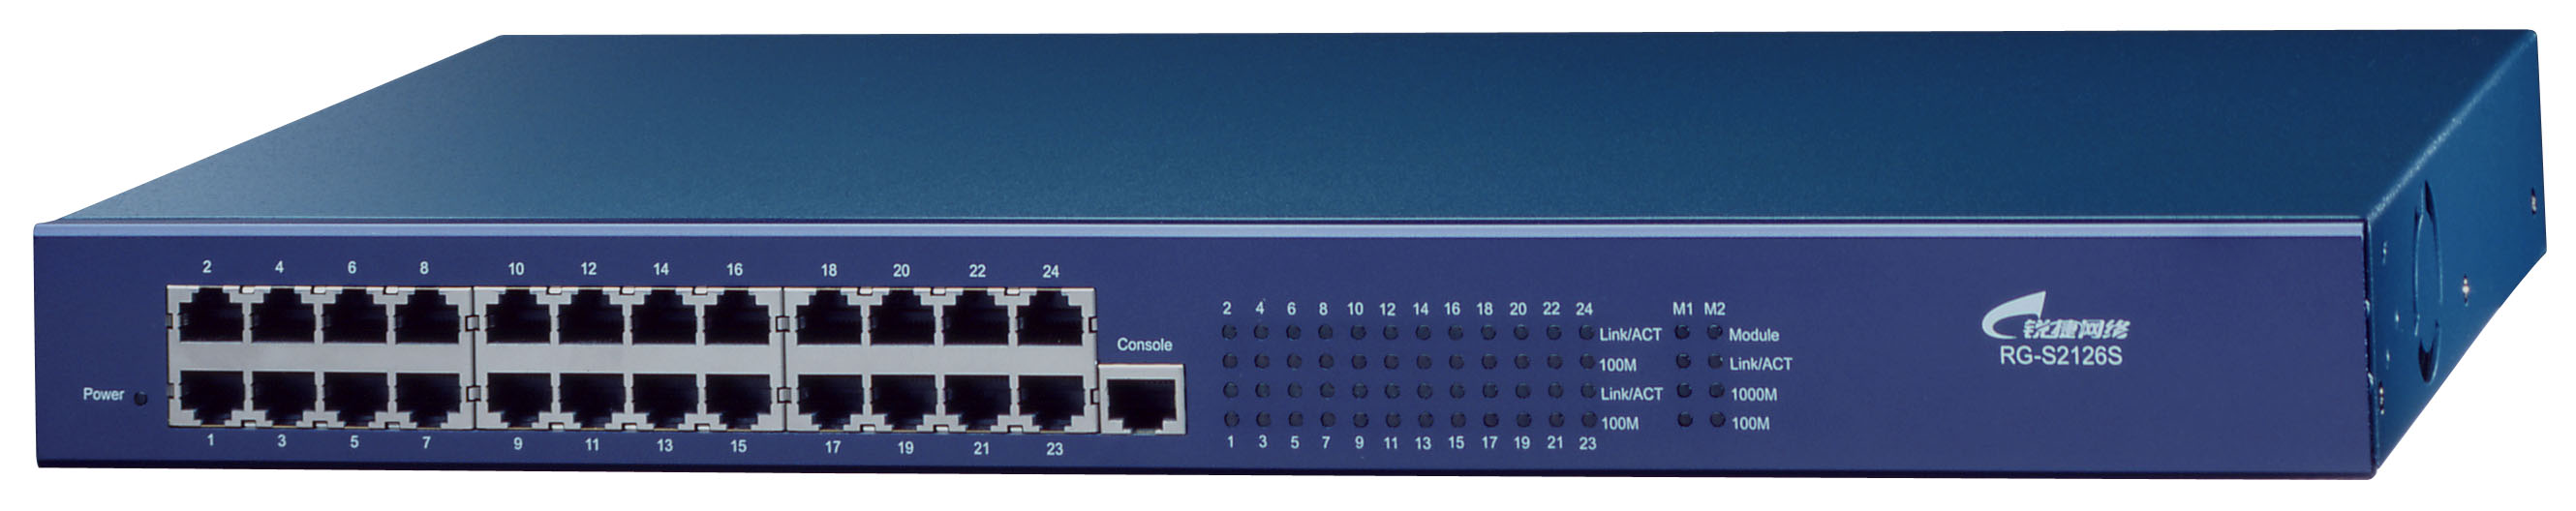 2 4 6 8 10 12 14 16 18 20 22 24
Power
1 3 5 7 9 11 13 15 17 19 21 23
Console
2 4 6 8 10 12 14 16 18 20 22 24 M1 M2
Link/ACT Module
100M Link/ACT
Link/ACT 1000M
100M 100M
1 3 5 7 9 11 13 15 17 19 21 23
锐捷网络
RG-S2126S